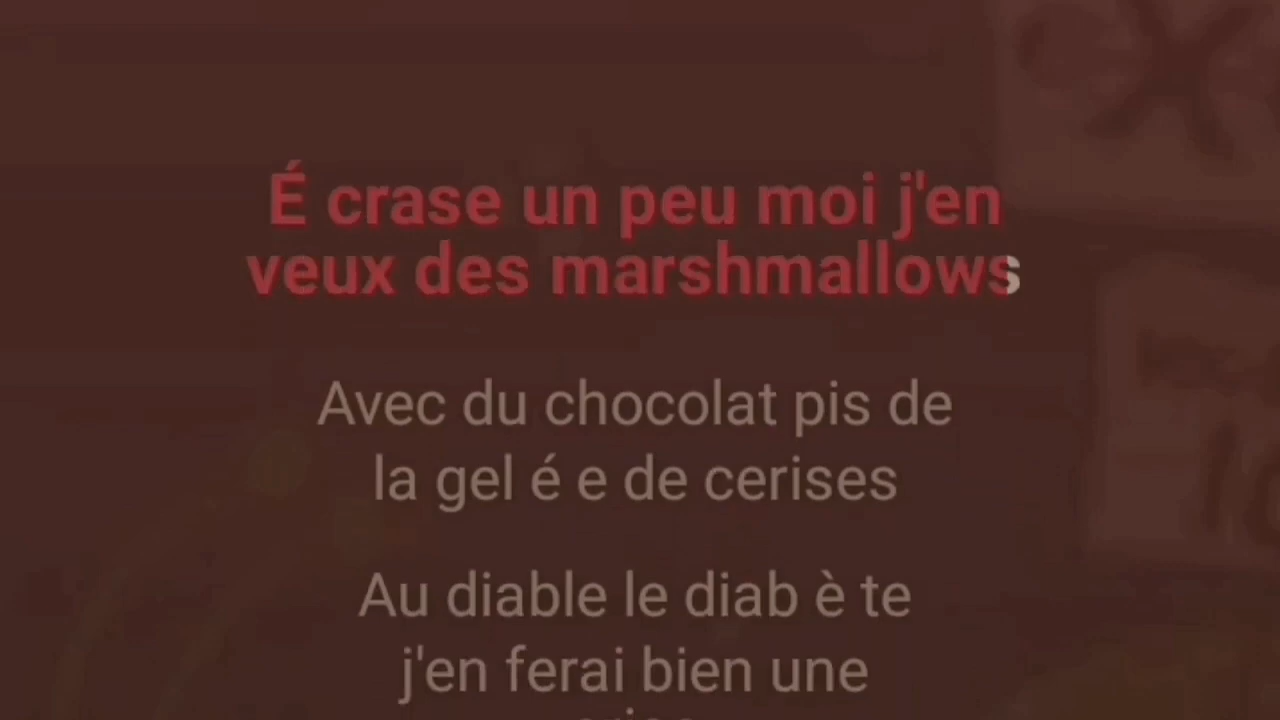 É crase un peu moi j'en
veux des marshmallows
Avec du chocolat pis de
la gel é e de cerises
Au diable le diab è te
j'en ferai bien une